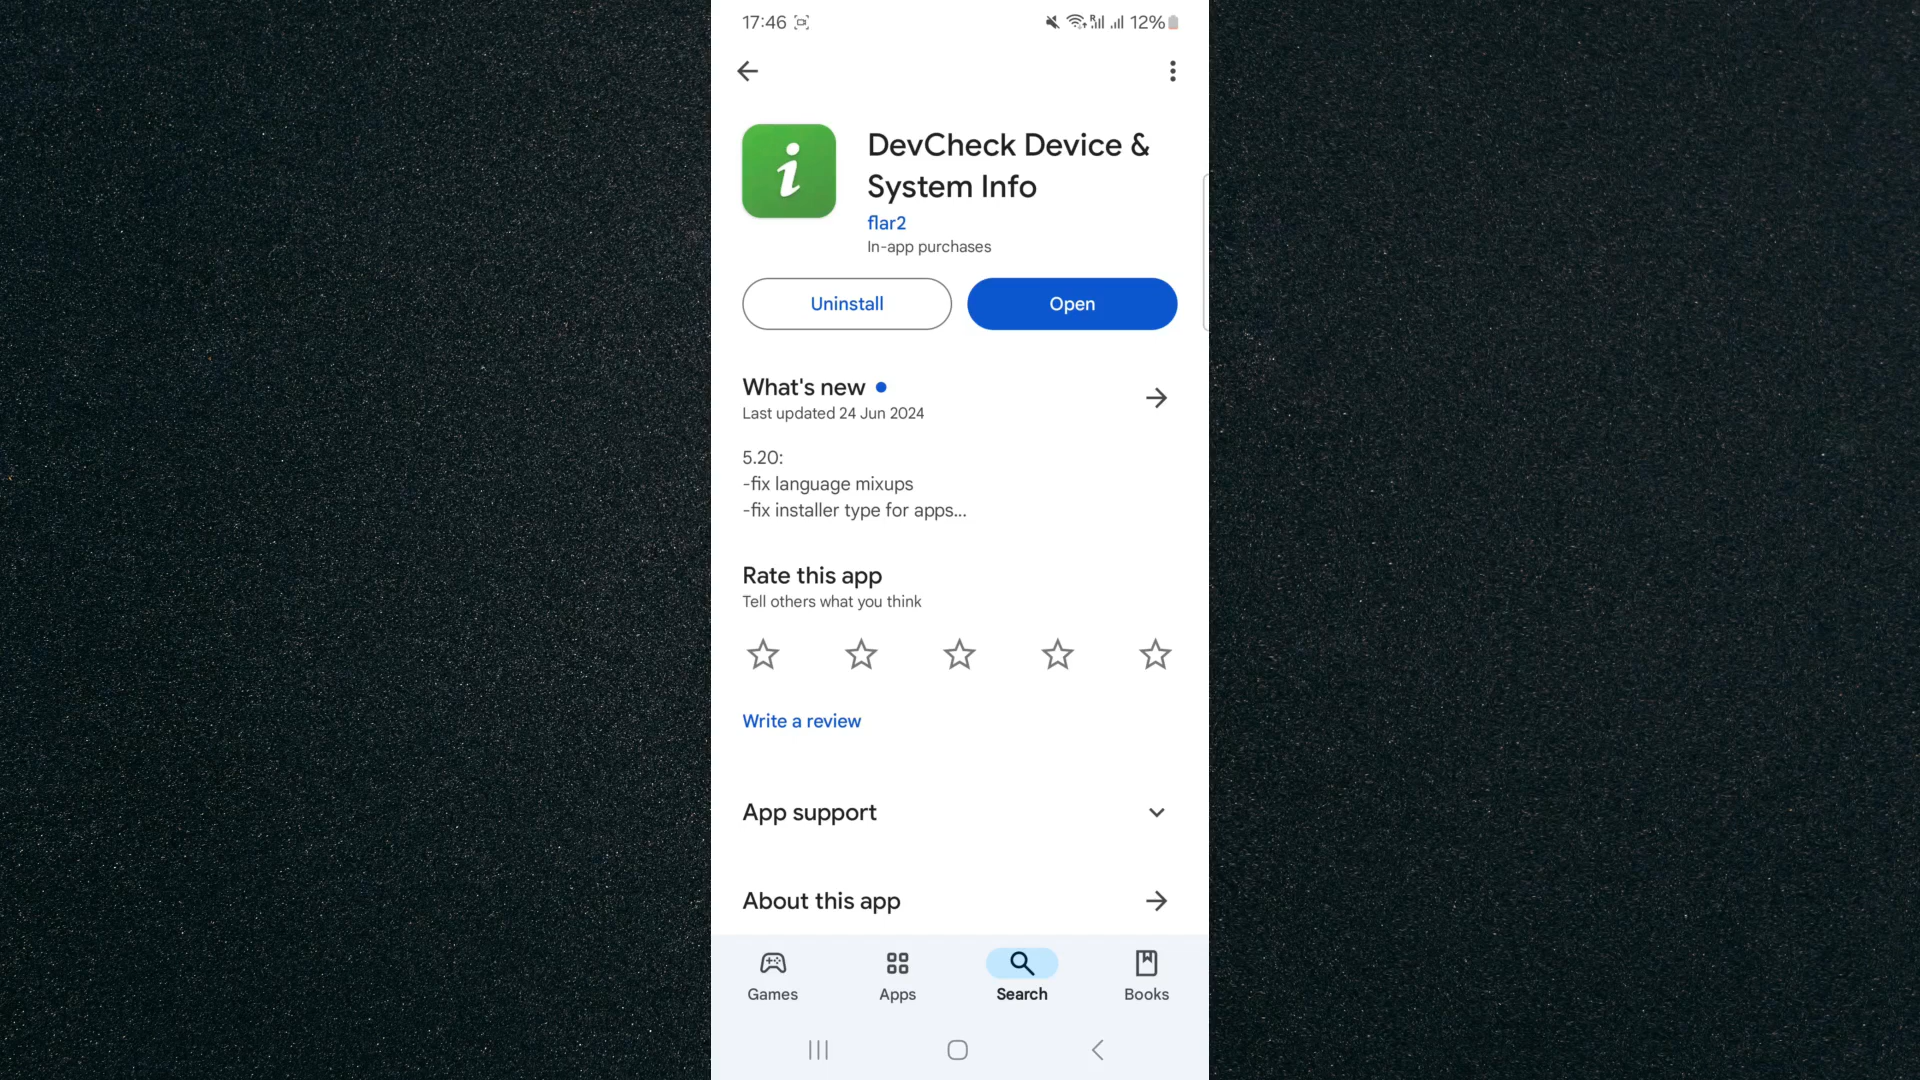 17:46 12%
DevCheck Device &
System Info
flar2
In-app purchases
Uninstall Open
What's new
Last updated 24 Jun 2024
5.20:
-fix language mixups
-fix installer type for apps...
Rate this app
Tell others what you think
Write a review
App support
About this app
Games Apps Search Books